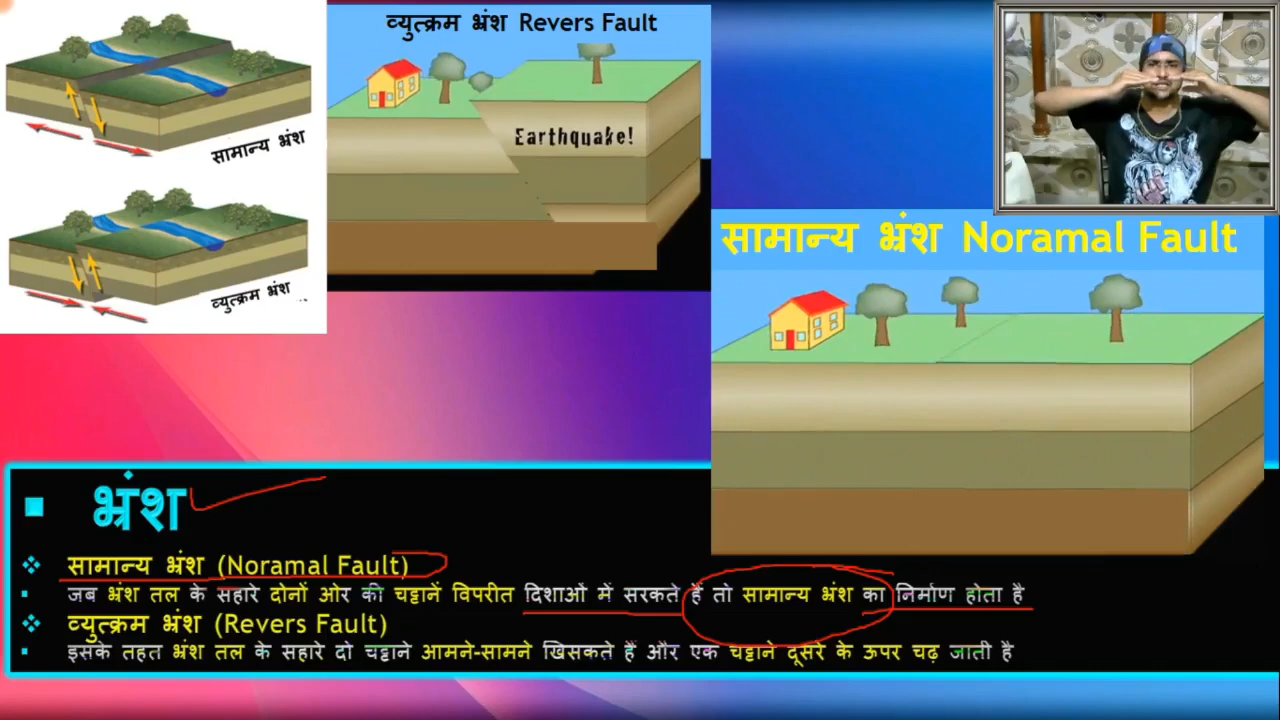 व्युत्क्रम भ्रंश Revers Fault
Earthquake!
सामान्य भ्रंश
व्युत्क्रम भ्रंश
सामान्य भ्रंश Noramal Fault
भ्रंश
सामान्य भ्रंश (Noramal Fault)
जब भ्रंश तल के सहारे दोनों ओर की चट्टानें विपरीत दिशाओं में सरकते हैं तो सामान्य भ्रंश का निर्माण होता है
व्युत्क्रम भ्रंश (Revers Fault)
इसके तहत भ्रंश तल के सहारे दो चट्टाने आमने-सामने खिसकते हैं और एक चट्टाने दूसरे के ऊपर चढ़ जाती है